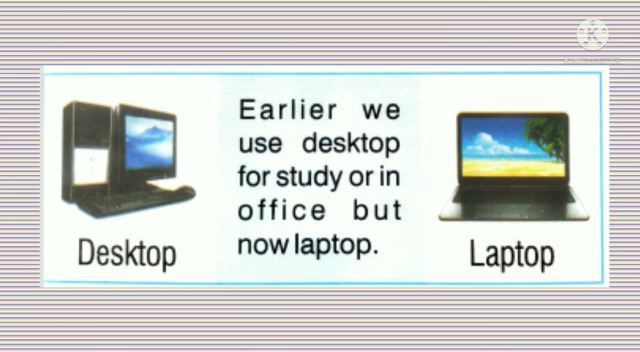 Earlier we
use desktop
for study or in
office but
now laptop.
Desktop
Laptop
K